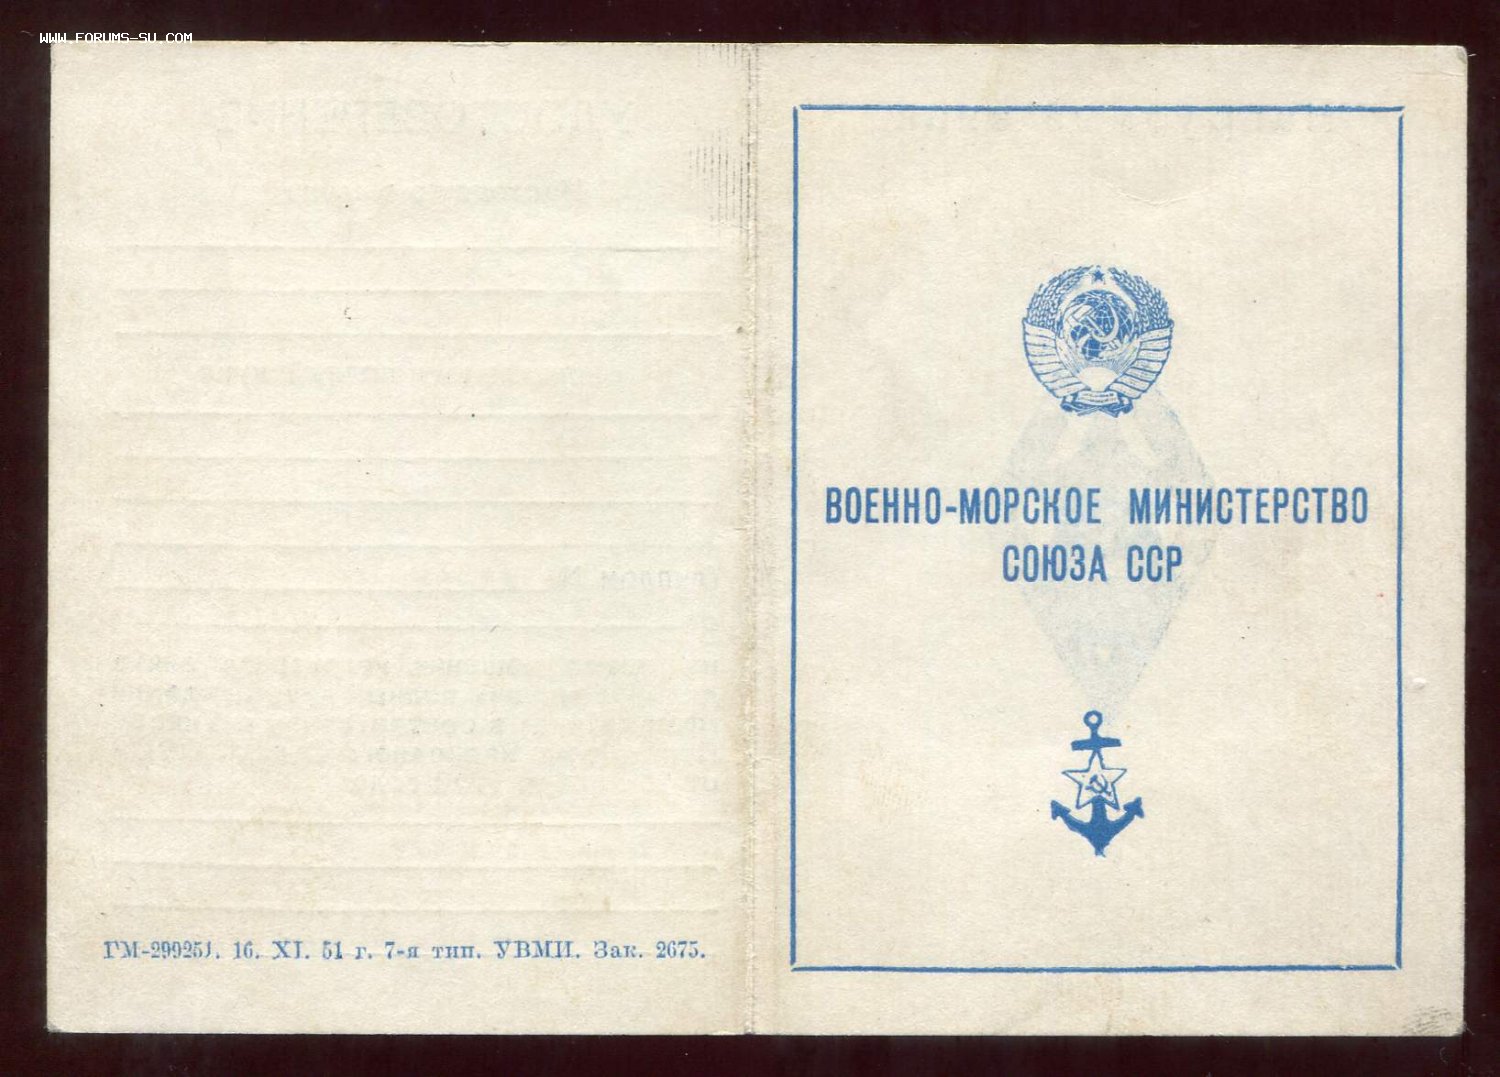 WWW.FORUMS-SU.COM
ВОЕННО-МОРСКОЕ МИНИСТЕРСТВО
СОЮЗА ССР
ГМ-299251. 16. XI. 51 г. 7-я тип. УВМИ. Зак. 2675.